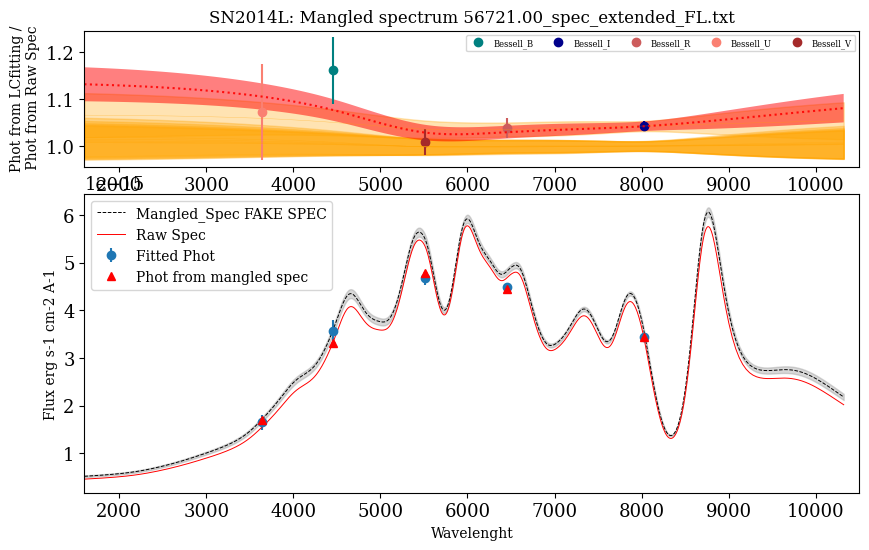 SN2014L: Mangled spectrum 56721.00_spec_extended_FL.txt
Phot from LCfitting /
Phot from Raw Spec
1.2
1.1
1.0
Bessell_B
Bessell_I
Bessell_R
Bessell_U
Bessell_V
2000 3000 4000 5000 6000 7000 8000 9000 10000
1e−15
Flux erg s-1 cm-2 A-1
6
5
4
3
2
1
Mangled_Spec FAKE SPEC
Raw Spec
Fitted Phot
Phot from mangled spec
2000 3000 4000 5000 6000 7000 8000 9000 10000
Wavelenght